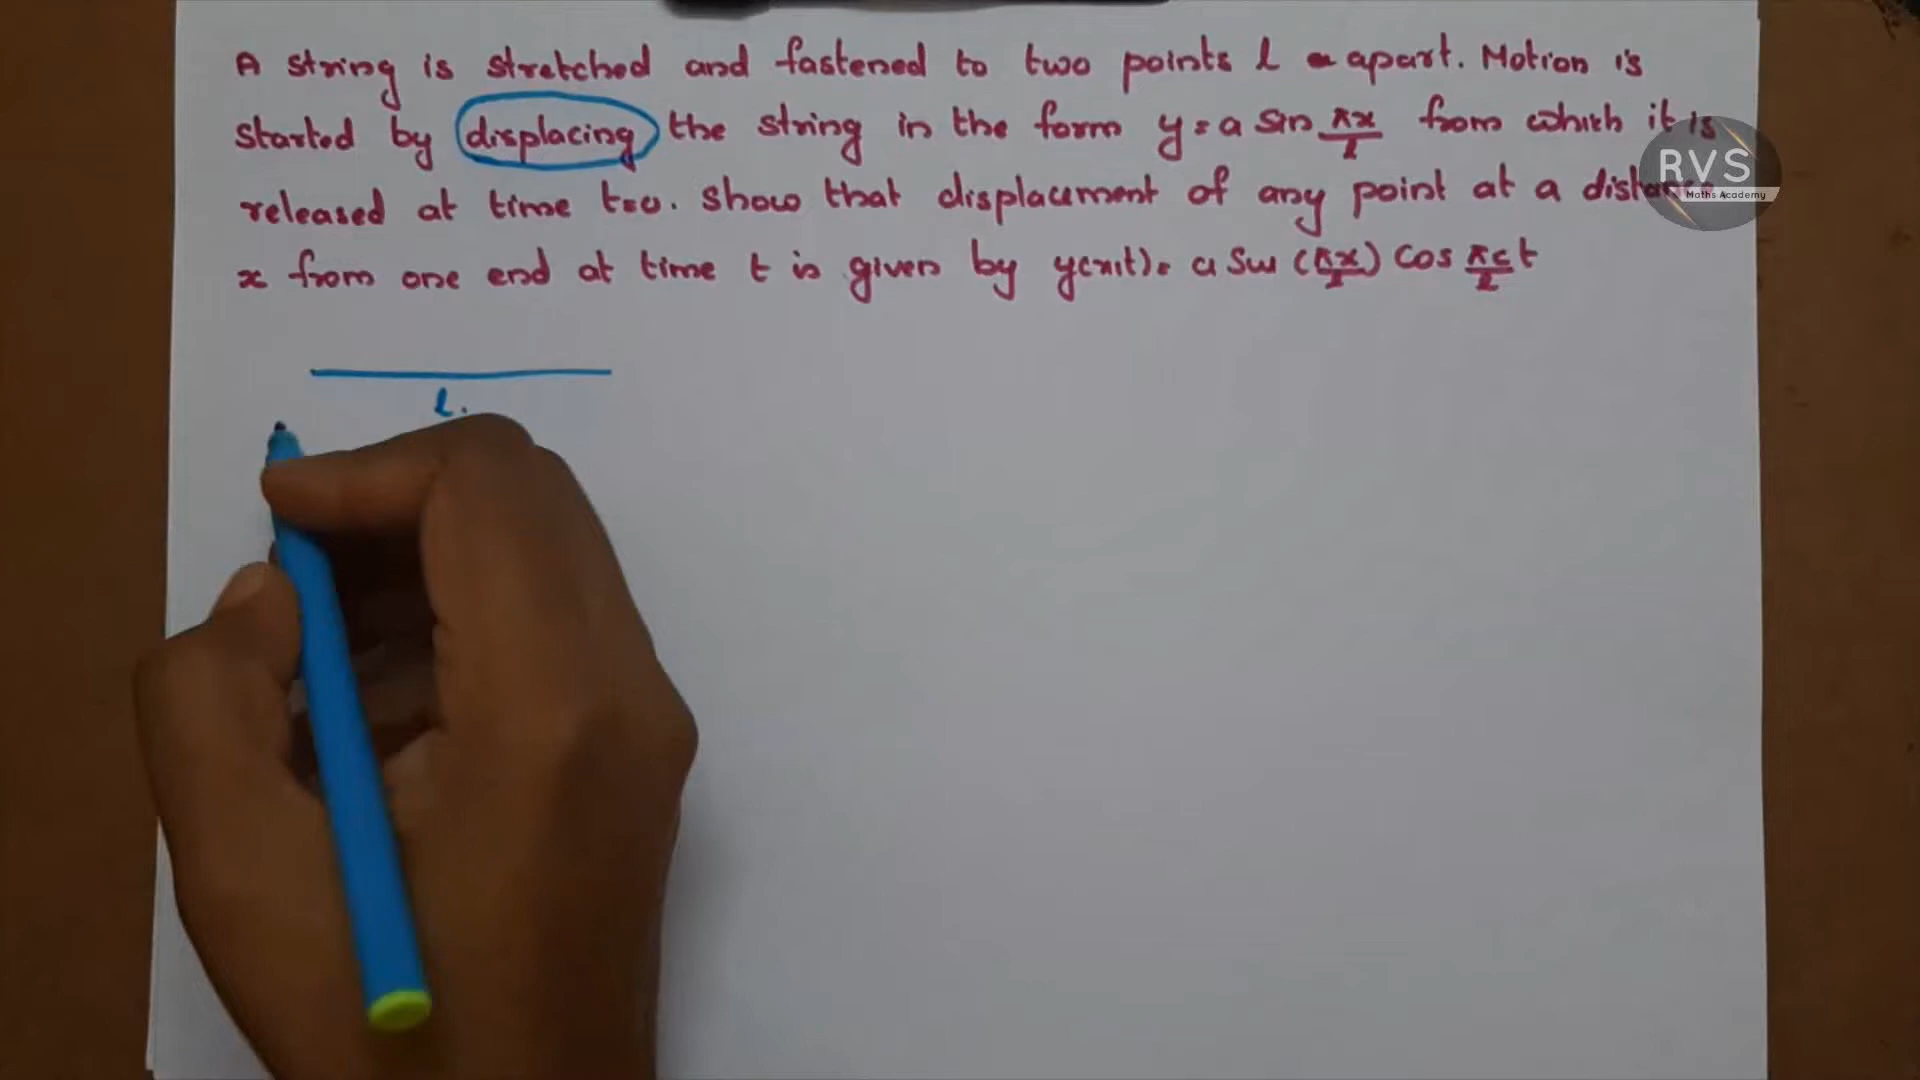 A string is stretched and fastened to two points l apart. Motion is
started by displacing the string in the form y = a sin πx/l from which it is
released at time t=0. Show that displacement of any point at a distance
x from one end at time t is given by y(x,t) = a sin (πx/l) cos πc/l t
l.
RVS
Maths Academy